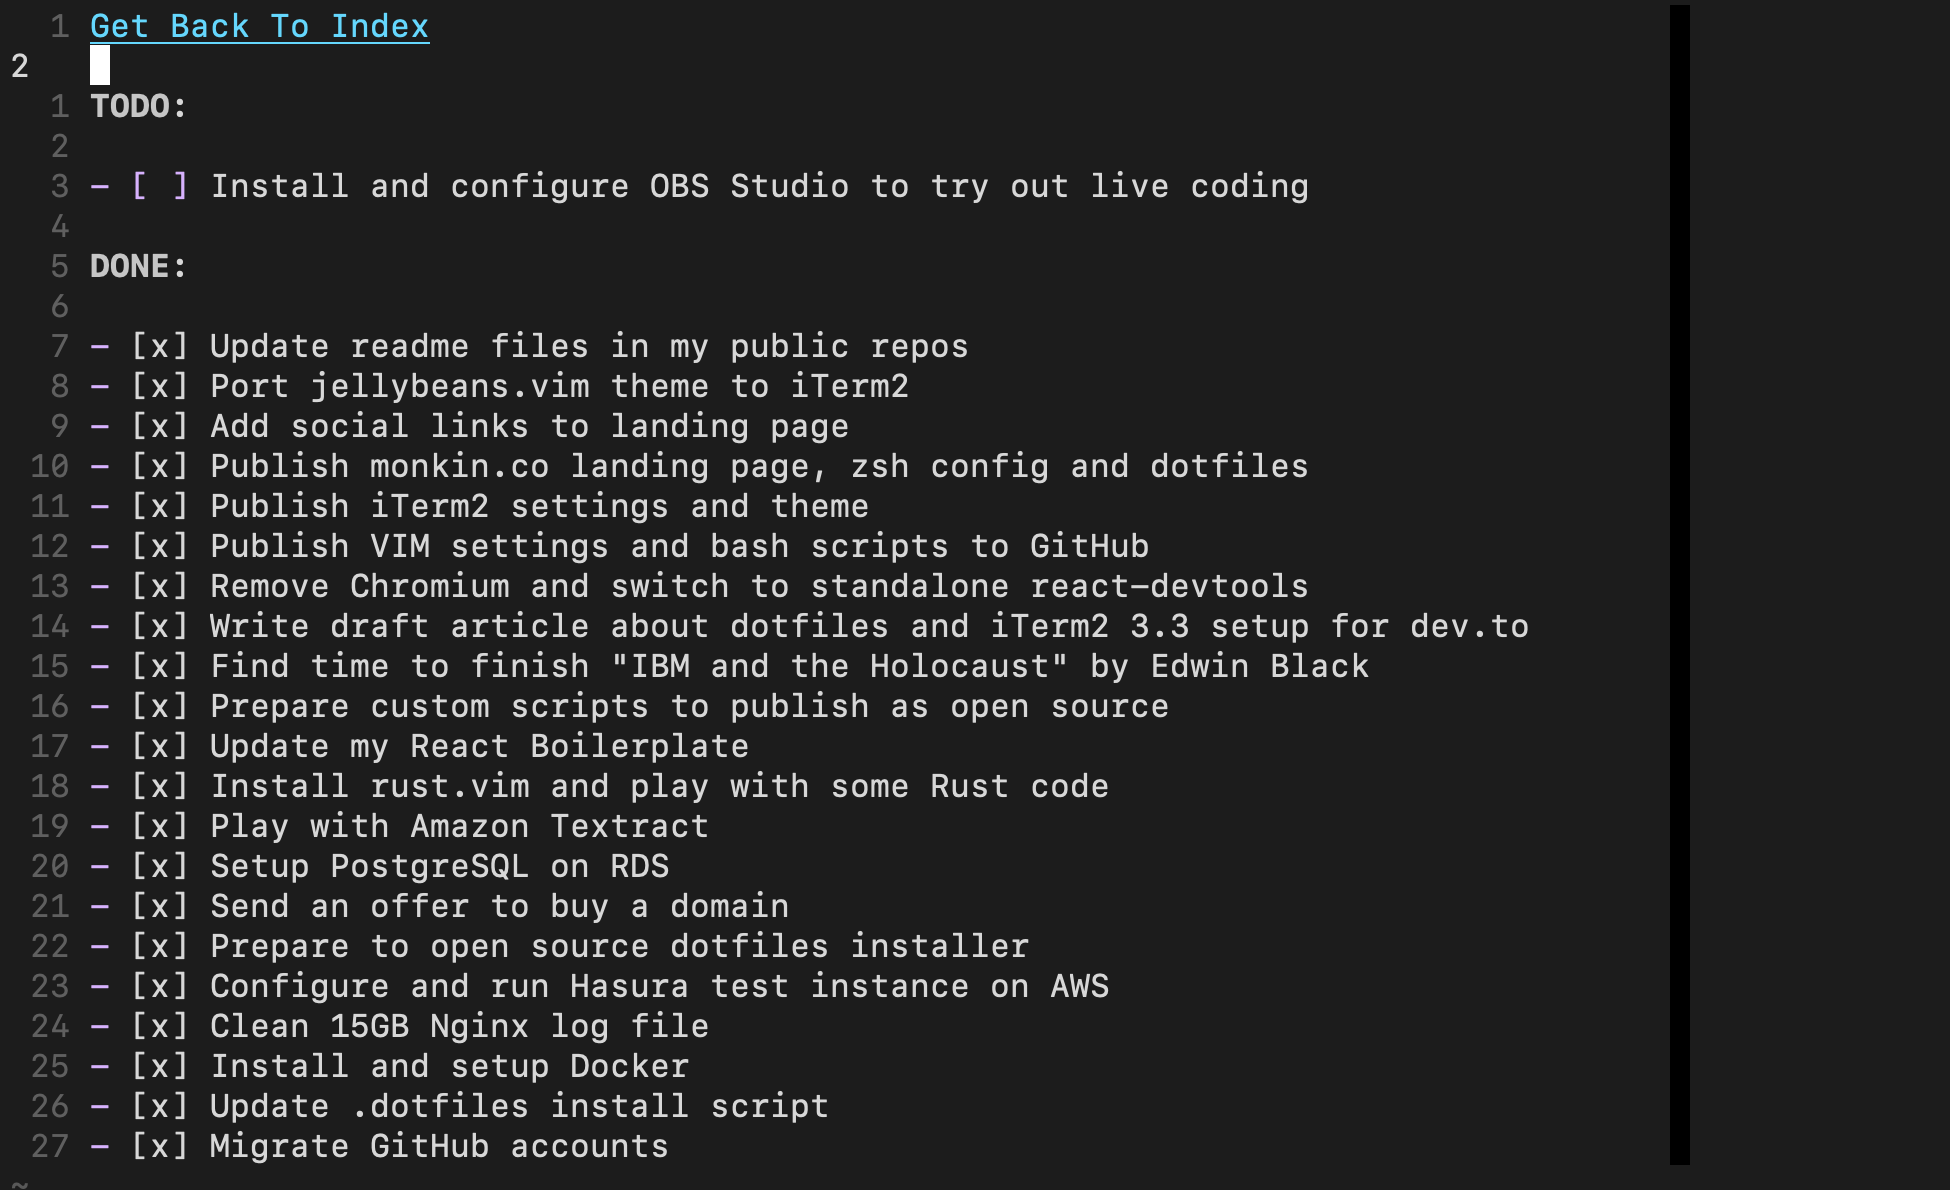 1 Get Back To Index
2
1 TODO:
2
3 - [ ] Install and configure OBS Studio to try out live coding
4
5 DONE:
6
7 - [x] Update readme files in my public repos
8 - [x] Port jellybeans.vim theme to iTerm2
9 - [x] Add social links to landing page
10 - [x] Publish monkin.co landing page, zsh config and dotfiles
11 - [x] Publish iTerm2 settings and theme
12 - [x] Publish VIM settings and bash scripts to GitHub
13 - [x] Remove Chromium and switch to standalone react-devtools
14 - [x] Write draft article about dotfiles and iTerm2 3.3 setup for dev.to
15 - [x] Find time to finish "IBM and the Holocaust" by Edwin Black
16 - [x] Prepare custom scripts to publish as open source
17 - [x] Update my React Boilerplate
18 - [x] Install rust.vim and play with some Rust code
19 - [x] Play with Amazon Textract
20 - [x] Setup PostgreSQL on RDS
21 - [x] Send an offer to buy a domain
22 - [x] Prepare to open source dotfiles installer
23 - [x] Configure and run Hasura test instance on AWS
24 - [x] Clean 15GB Nginx log file
25 - [x] Install and setup Docker
26 - [x] Update .dotfiles install script
27 - [x] Migrate GitHub accounts
~